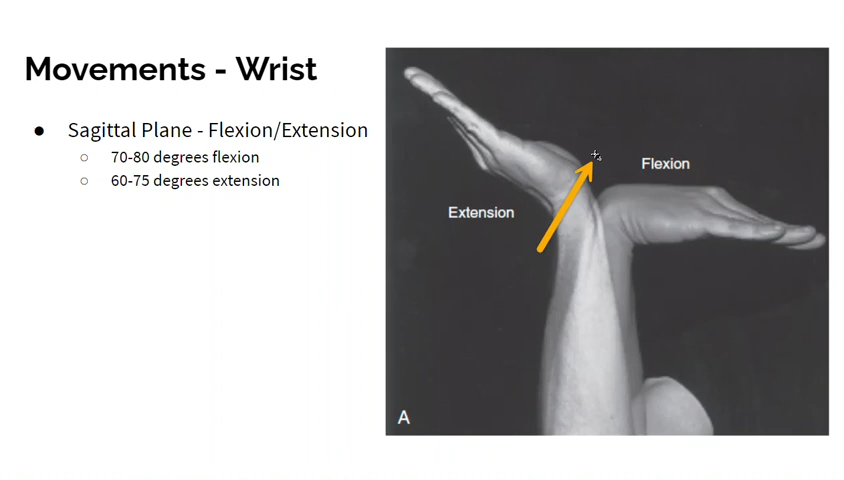 Movements - Wrist
● Sagittal Plane - Flexion/Extension
○ 70-80 degrees flexion
○ 60-75 degrees extension
Flexion
Extension
A